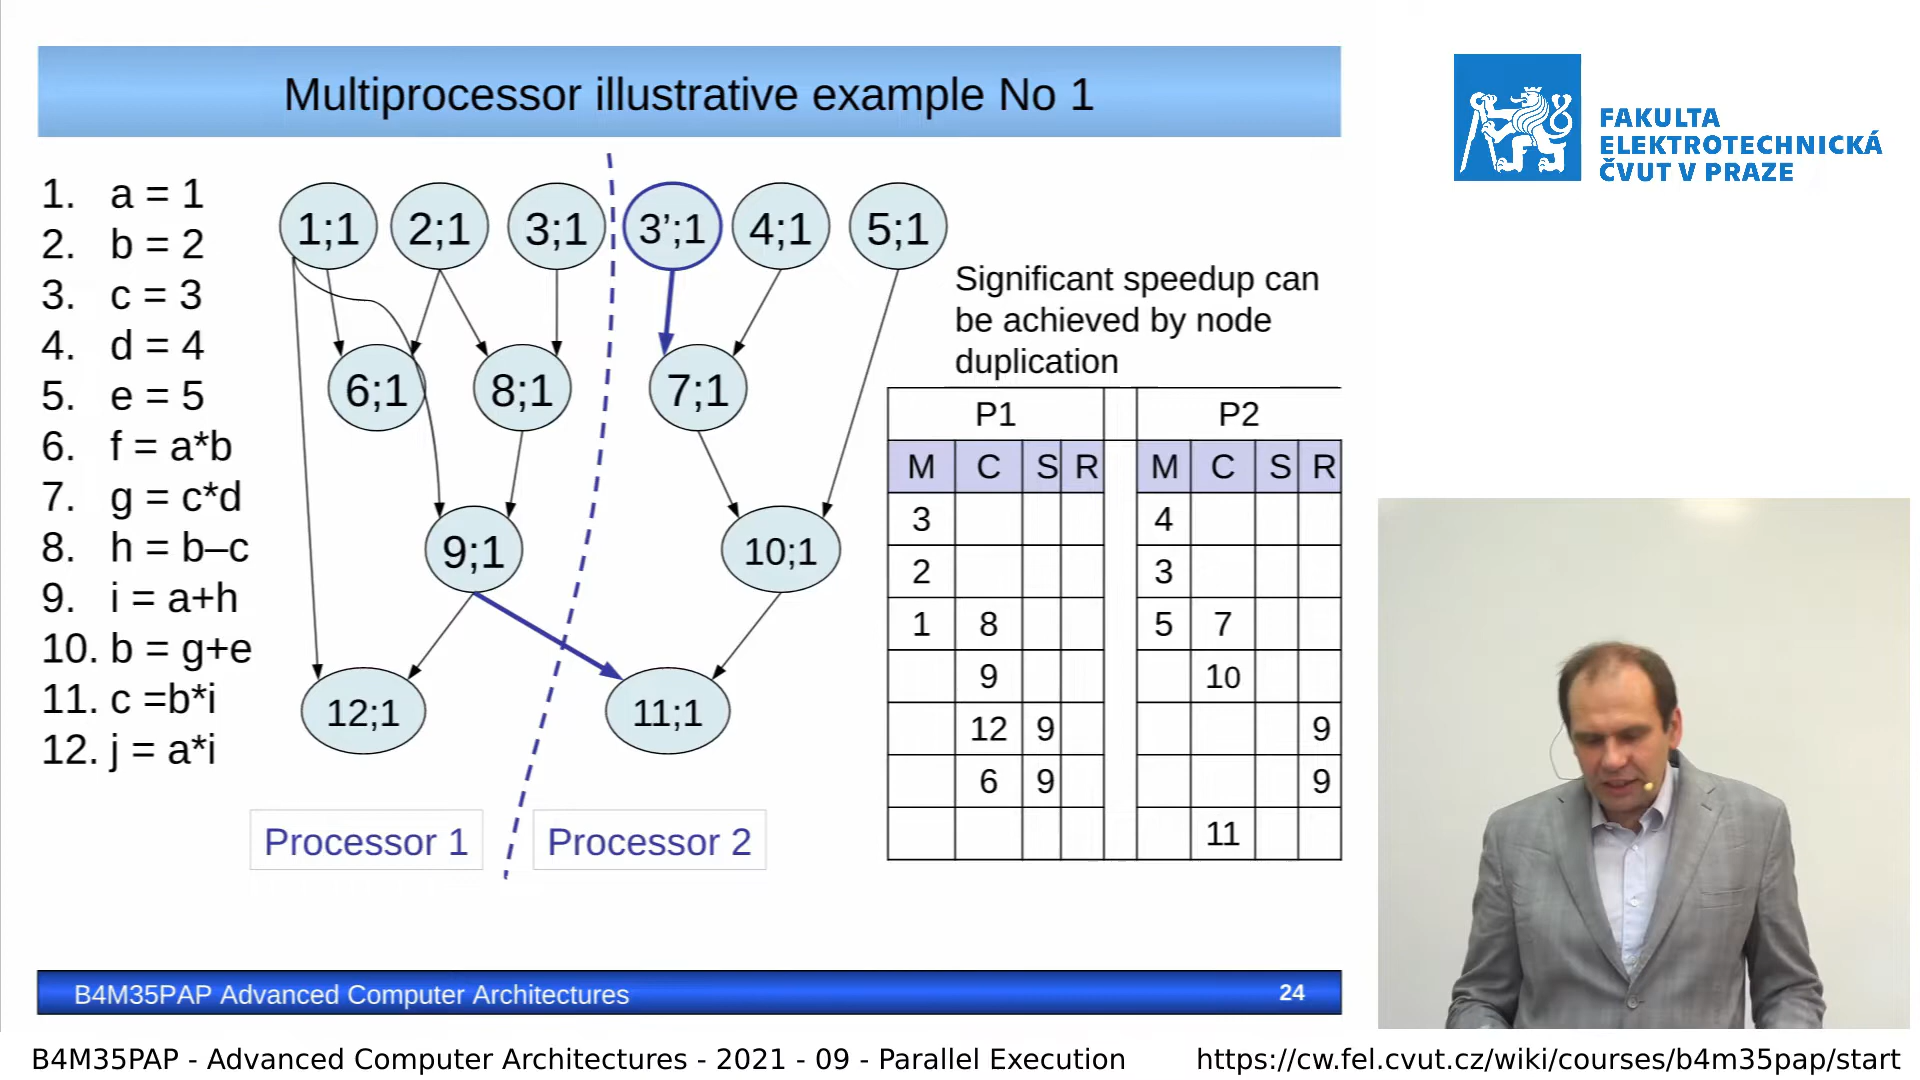 Multiprocessor illustrative example No 1
FAKULTA
ELEKTROTECHNICKÁ
ČVUT V PRAZE
1. a = 1
2. b = 2
3. c = 3
4. d = 4
5. e = 5
6. f = a*b
7. g = c*d
8. h = b–c
9. i = a+h
10. b = g+e
11. c =b*i
12. j = a*i
1;1 2;1 3;1 3’;1 4;1 5;1
6;1 8;1 7;1
9;1 10;1
12;1 11;1
Processor 1 Processor 2
Significant speedup can
be achieved by node
duplication
P1 P2
M C S R M C S R
3 4
2 3
1 8 5 7
9 10
12 9 9
6 9 9
11
B4M35PAP Advanced Computer Architectures 24
B4M35PAP - Advanced Computer Architectures - 2021 - 09 - Parallel Execution https://cw.fel.cvut.cz/wiki/courses/b4m35pap/start